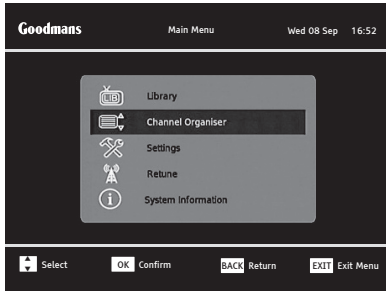 Goodmans Main Menu Wed 08 Sep 16:52
LIB Library
Channel Organiser
Settings
Retune
i System Information
Select OK Confirm BACK Return EXIT Exit Menu